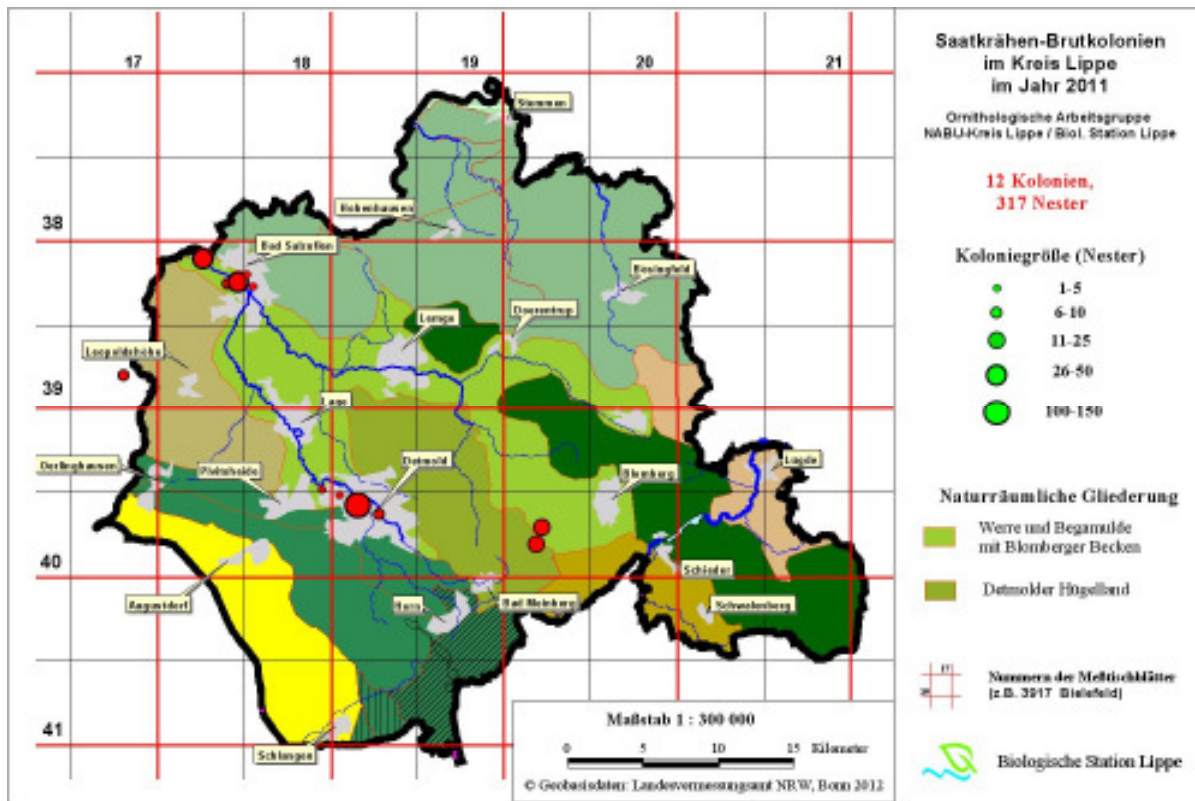 17 18 19 20 21
38
39
40
41
Stemmen
Hohenhausen
Bad Salzuflen
Bösingfeld
Doerentrup
Lemgo
Leopoldshöhe
Lage
Oerlinghausen
Pivitsheide
Detmold
Blomberg
Lügde
Schieder
Augustdorf
Horn
Bad Meinberg
Schwalenberg
Schlangen
Maßstab 1 : 300 000
0 5 10 15 Kilometer
© Geobasisdaten: Landesvermessungsamt NRW, Bonn 2012
Saatkrähen-Brutkolonien
im Kreis Lippe
im Jahr 2011
Ornithologische Arbeitsgruppe
NABU-Kreis Lippe / Biol. Station Lippe
12 Kolonien,
317 Nester
Koloniegröße (Nester)
1-5
6-10
11-25
26-50
100-150
Naturräumliche Gliederung
Werre und Begamulde
mit Blomberger Becken
Detmolder Hügelland
Nummern der Meßtischblätter
(z.B. 3917 Bielefeld)
Biologische Station Lippe